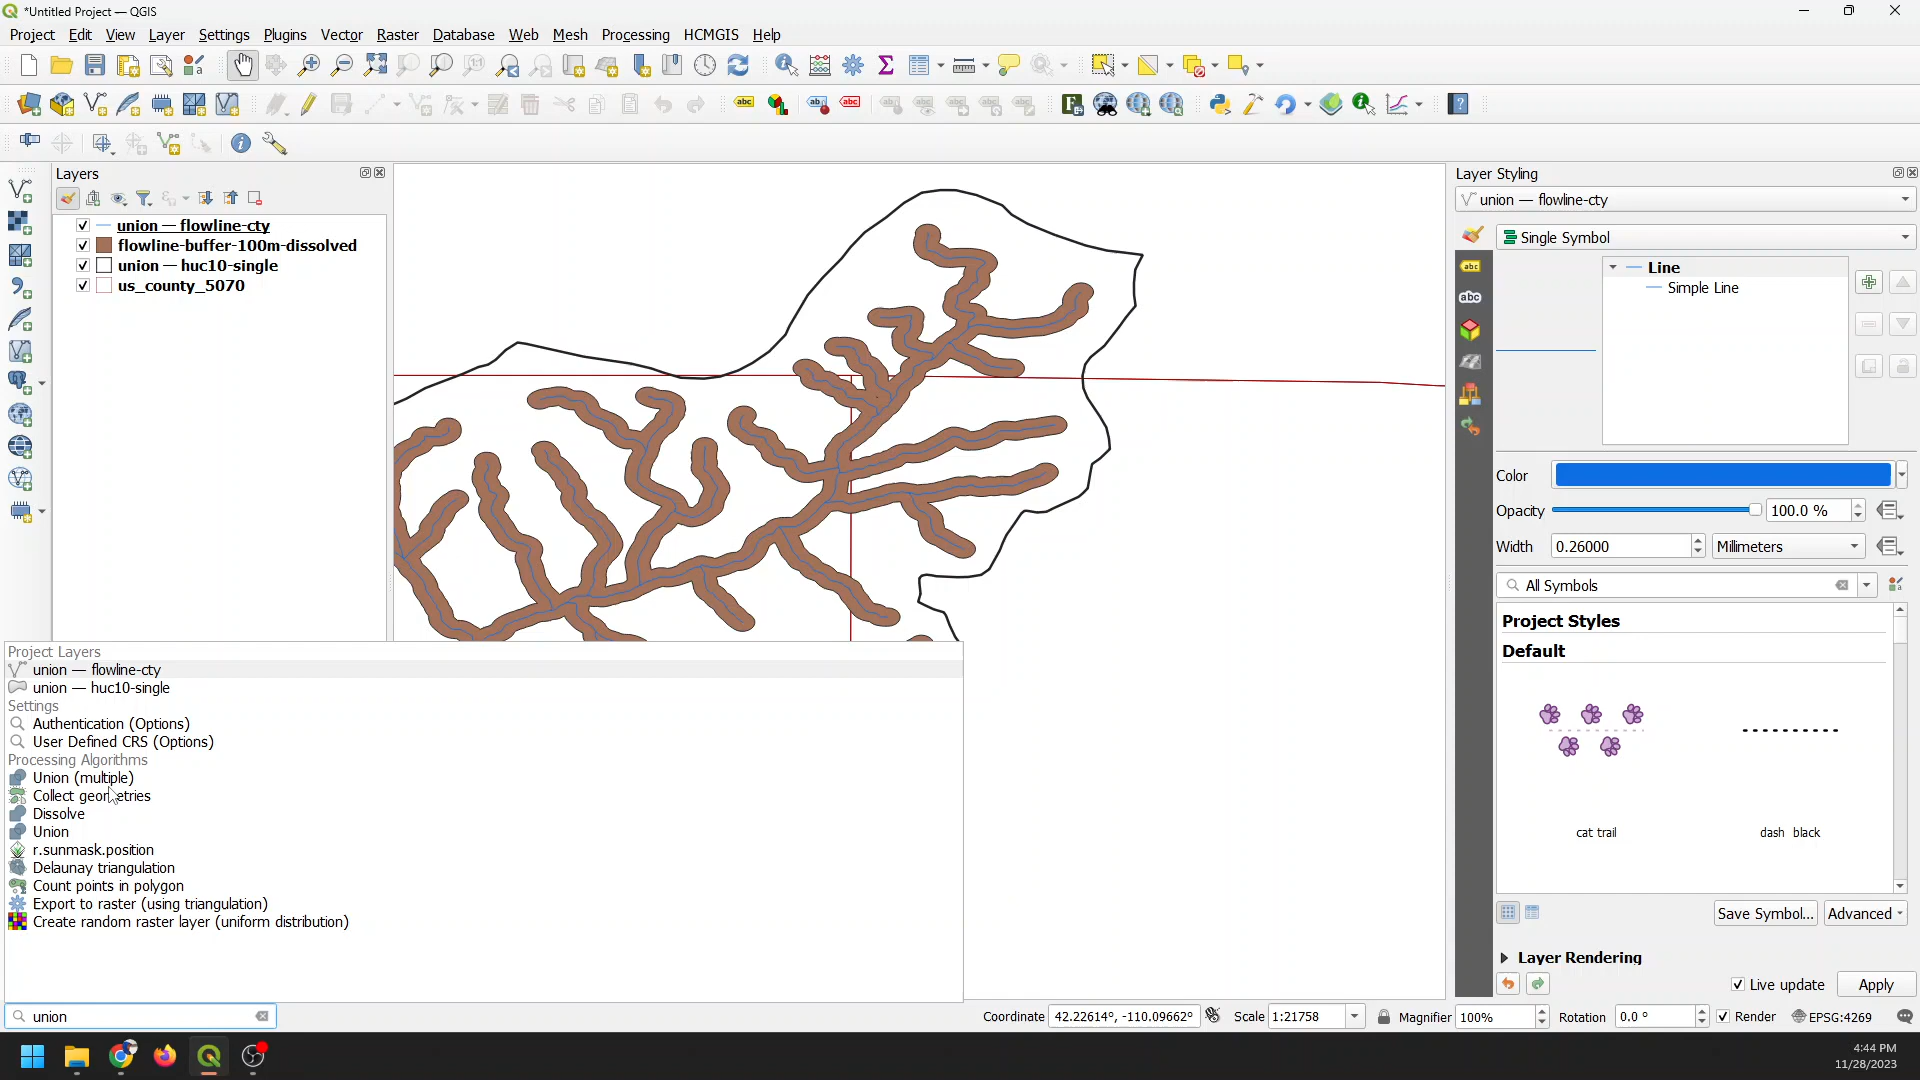 *Untitled Project — QGIS
Project Edit View Layer Settings Plugins Vector Raster Database Web Mesh Processing HCMGIS Help
Layers
union — flowline-cty
flowline-buffer-100m-dissolved
union — huc10-single
us_county_5070
Project Layers
union — flowline-cty
union — huc10-single
Settings
Authentication (Options)
User Defined CRS (Options)
Processing Algorithms
Union (multiple)
Collect geometries
Dissolve
Union
r.sunmask.position
Delaunay triangulation
Count points in polygon
Export to raster (using triangulation)
Create random raster layer (uniform distribution)
union
Layer Styling
union — flowline-cty
Single Symbol
Line
Simple Line
Color
Opacity 100.0 %
Width 0.26000 Millimeters
All Symbols
Project Styles
Default
cat trail
dash black
Save Symbol... Advanced
Layer Rendering
Live update Apply
Coordinate 42.22614°, -110.09662° Scale 1:21758 Magnifier 100% Rotation 0.0 ° Render EPSG:4269
4:44 PM
11/28/2023